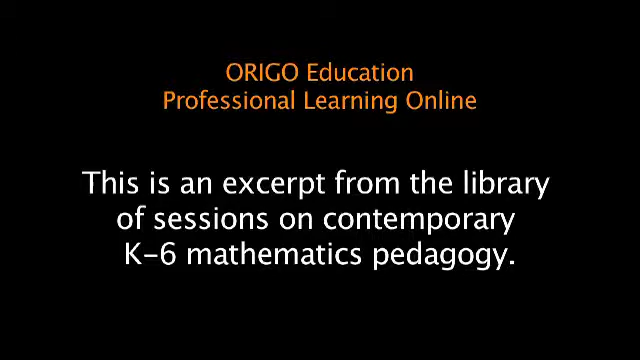 ORIGO Education
Professional Learning Online
This is an excerpt from the library
of sessions on contemporary
K-6 mathematics pedagogy.